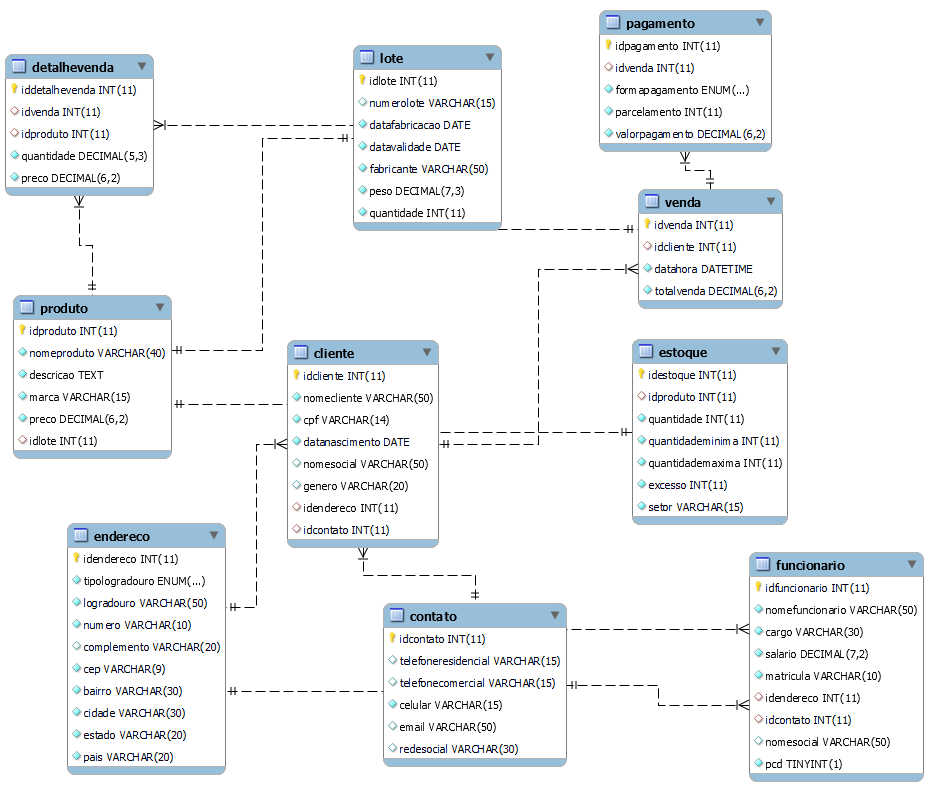 detalhevenda
iddetalhevenda INT(11)
idvenda INT(11)
idproduto INT(11)
quantidade DECIMAL(5,3)
preco DECIMAL(6,2)
lote
idlote INT(11)
numerolote VARCHAR(15)
datafabricacao DATE
datavalidade DATE
fabricante VARCHAR(50)
peso DECIMAL(7,3)
quantidade INT(11)
pagamento
idpagamento INT(11)
idvenda INT(11)
formapagamento ENUM(...)
parcelamento INT(11)
valorpagamento DECIMAL(6,2)
venda
idvenda INT(11)
idcliente INT(11)
datahora DATETIME
totalvenda DECIMAL(6,2)
produto
idproduto INT(11)
nomeproduto VARCHAR(40)
descricao TEXT
marca VARCHAR(15)
preco DECIMAL(6,2)
idlote INT(11)
cliente
idcliente INT(11)
nomecliente VARCHAR(50)
cpf VARCHAR(14)
datanascimento DATE
nomesocial VARCHAR(50)
genero VARCHAR(20)
idendereco INT(11)
idcontato INT(11)
estoque
idestoque INT(11)
idproduto INT(11)
quantidade INT(11)
quantidademinima INT(11)
quantidademaxima INT(11)
excesso INT(11)
setor VARCHAR(15)
endereco
idendereco INT(11)
tipologradouro ENUM(...)
logradouro VARCHAR(50)
numero VARCHAR(10)
complemento VARCHAR(20)
cep VARCHAR(9)
bairro VARCHAR(30)
cidade VARCHAR(30)
estado VARCHAR(20)
pais VARCHAR(20)
contato
idcontato INT(11)
telefoneresidencial VARCHAR(15)
telefonecomercial VARCHAR(15)
celular VARCHAR(15)
email VARCHAR(50)
redesocial VARCHAR(30)
funcionario
idfuncionario INT(11)
nomefuncionario VARCHAR(50)
cargo VARCHAR(30)
salario DECIMAL(7,2)
matricula VARCHAR(10)
idendereco INT(11)
idcontato INT(11)
nomesocial VARCHAR(50)
pcd TINYINT(1)